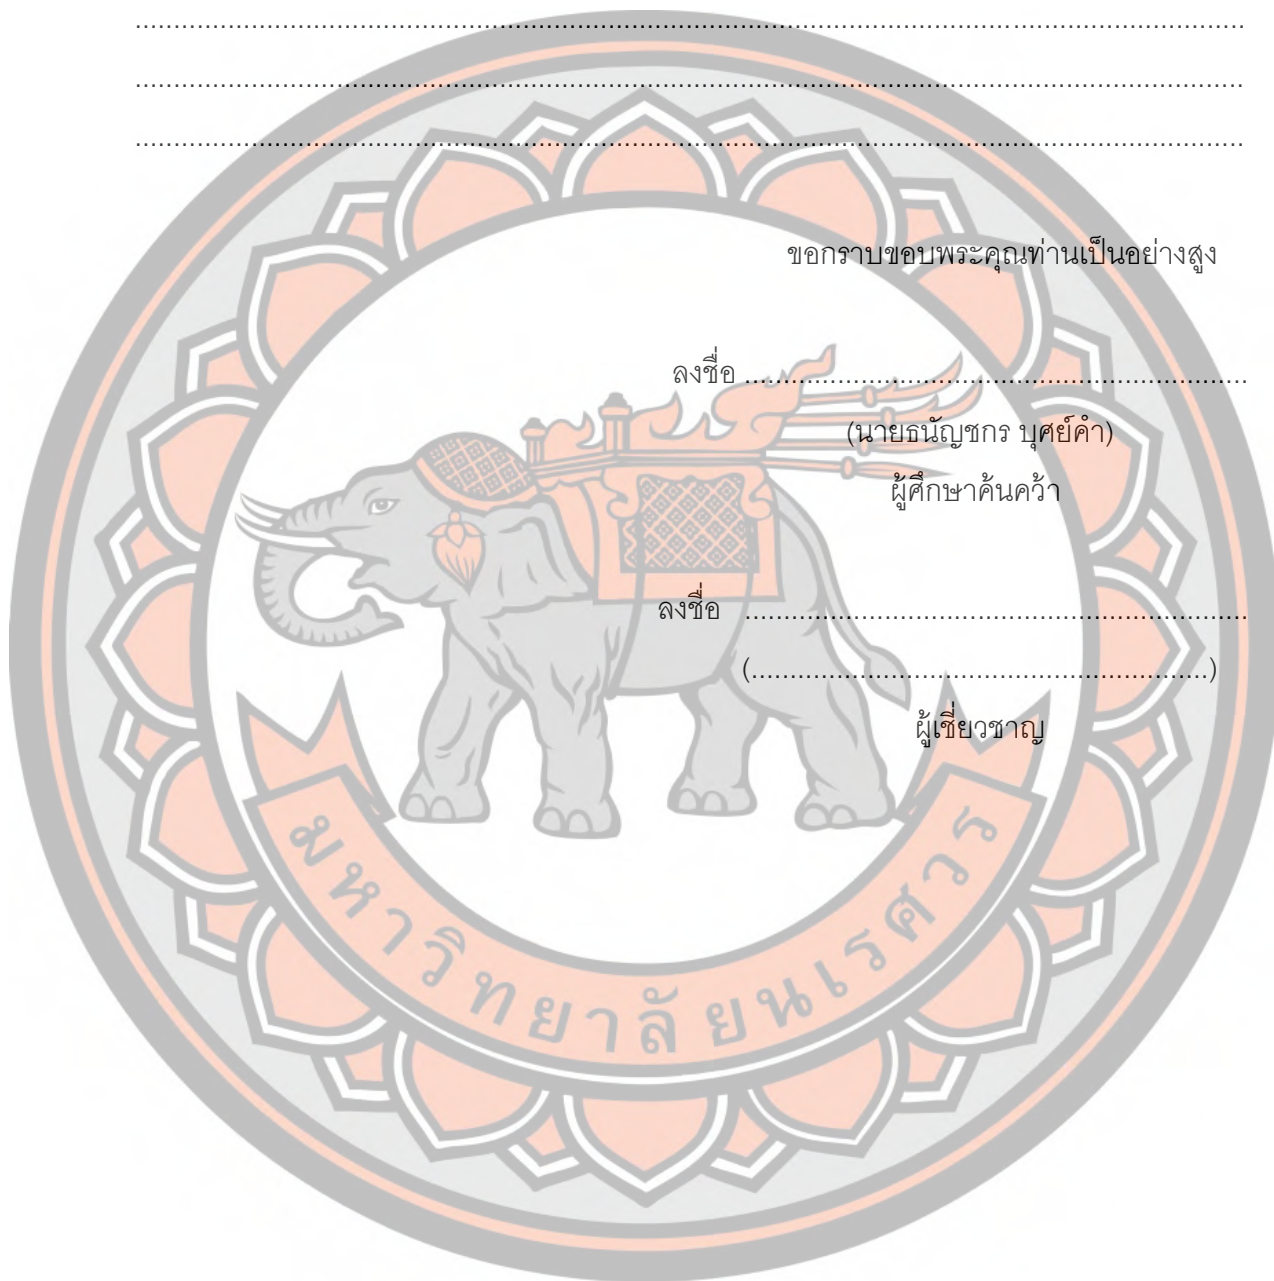 ................................................................................................................................................
................................................................................................................................................
................................................................................................................................................
ขอกราบขอบพระคุณท่านเป็นอย่างสูง
ลงชื่อ .................................................................
(นายธนัญชกร บุศย์คำ)
ผู้ศึกษาค้นคว้า
ลงชื่อ .................................................................
(...........................................................)
ผู้เชี่ยวชาญ
มหาวิทยาลัยนเรศวร